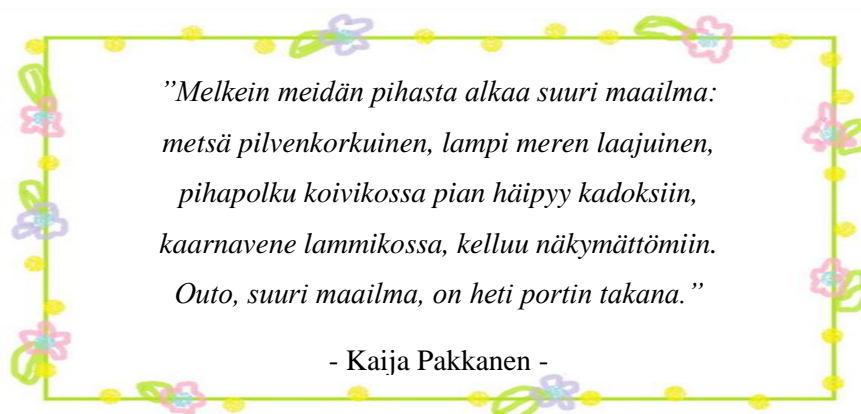 ”Melkein meidän pihasta alkaa suuri maailma:
metsä pilvenkorkuinen, lampi meren laajuinen,
pihapolku koivikossa pian häipyy kadoksiin,
kaarnavene lammikossa, kelluu näkymättömiin.
Outo, suuri maailma, on heti portin takana.”
- Kaija Pakkanen -